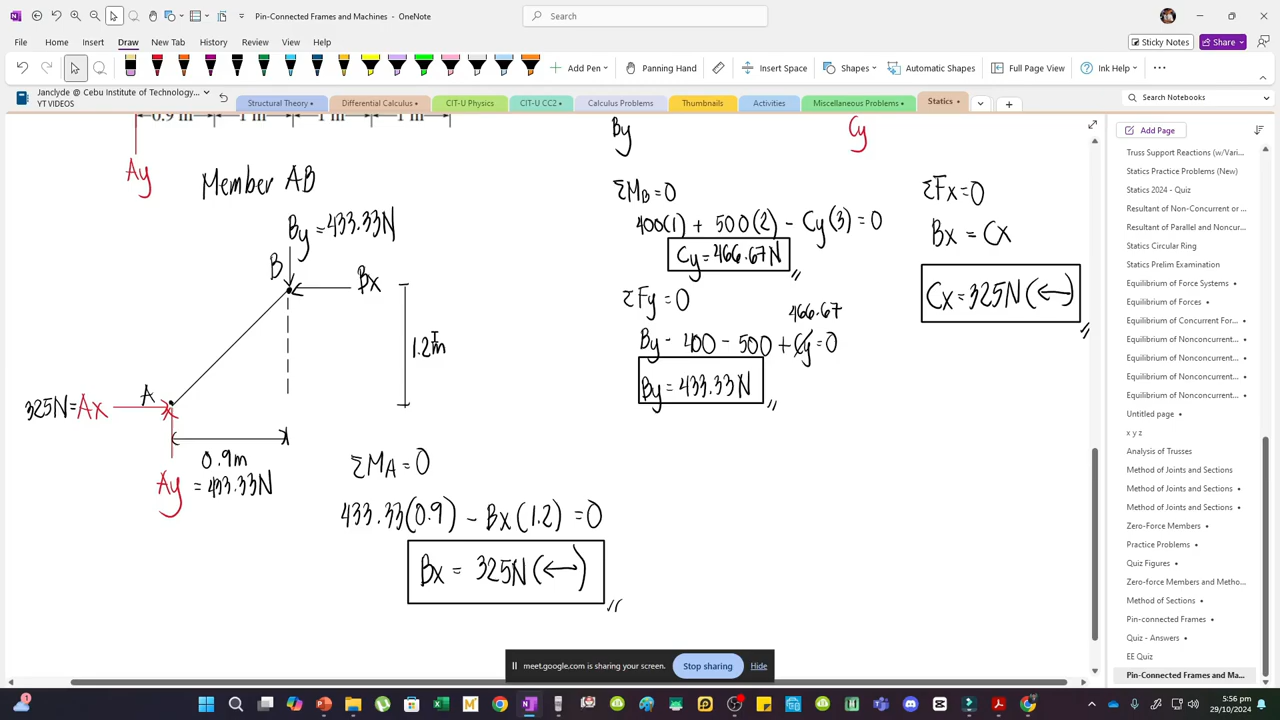 Pin-Connected Frames and Machines - OneNote
Search
File Home Insert Draw New Tab History Review View Help
Sticky Notes
Share
Add Pen
Panning Hand
Insert Space
Shapes
Automatic Shapes
Full Page View
Ink Help
Janclyde @ Cebu Institute of Technology...
YT VIDEOS
Structural Theory
Differential Calculus
CIT-U Physics
CIT-U CC2
Calculus Problems
Thumbnails
Activities
Miscellaneous Problems
Statics
Search Notebooks
0.9 m 1 m 1 m 1 m
Ay
By
Cy
Member AB
By = 433.33N
B
Bx
1.2m
325N = Ax
A
0.9m
Ay = 433.33N
ΣMA = 0
433.33(0.9) - Bx(1.2) = 0
Bx = 325N (↔)
ΣMB = 0
400(1) + 500(2) - Cy(3) = 0
Cy = 466.67N
ΣFy = 0
466.67
By - 400 - 500 + Cy = 0
By = 433.33N
ΣFx = 0
Bx = Cx
Cx = 325N (↔)
Add Page
Truss Support Reactions (w/Vari...
Statics Practice Problems (New)
Statics 2024 - Quiz
Resultant of Non-Concurrent or ...
Resultant of Parallel and Noncur...
Statics Circular Ring
Statics Prelim Examination
Equilibrium of Force Systems
Equilibrium of Forces
Equilibrium of Concurrent For...
Equilibrium of Nonconcurrent...
Equilibrium of Nonconcurrent...
Equilibrium of Nonconcurrent...
Equilibrium of Nonconcurrent...
Untitled page
x y z
Analysis of Trusses
Method of Joints and Sections
Method of Joints and Sections
Method of Joints and Sections
Zero-Force Members
Practice Problems
Quiz Figures
Zero-force Members and Metho...
Method of Sections
Pin-connected Frames
Quiz - Answers
EE Quiz
Pin-Connected Frames and Ma...
meet.google.com is sharing your screen.
Stop sharing
Hide
1
5:56 pm
29/10/2024